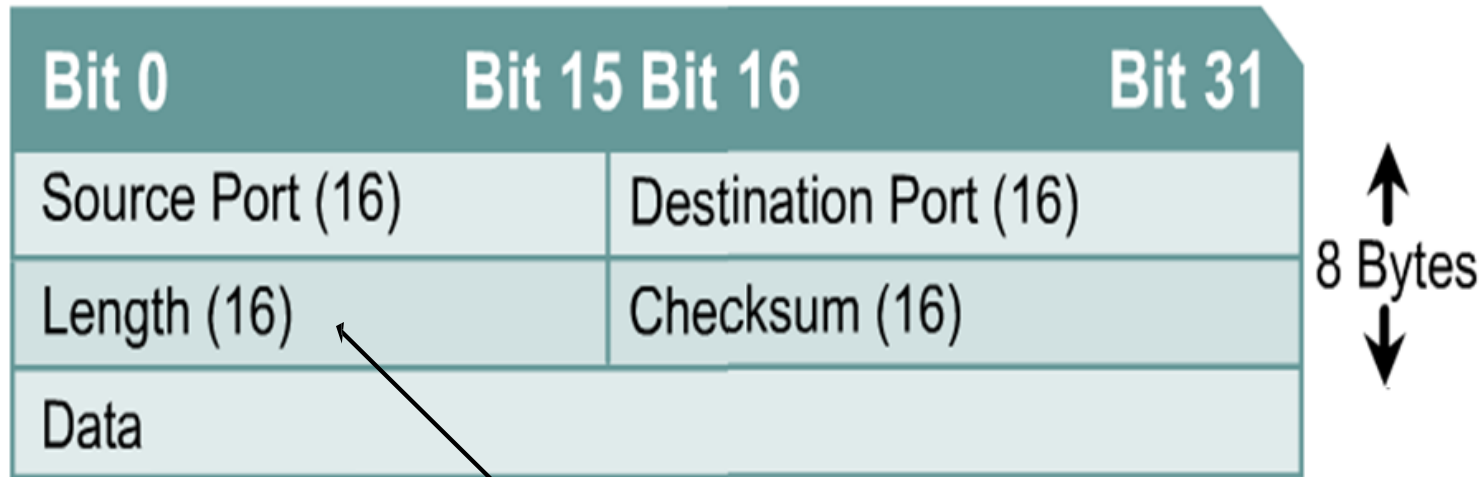 Bit 0 Bit 15 Bit 16 Bit 31
Source Port (16) Destination Port (16)
8 Bytes
Length (16) Checksum (16)
Data